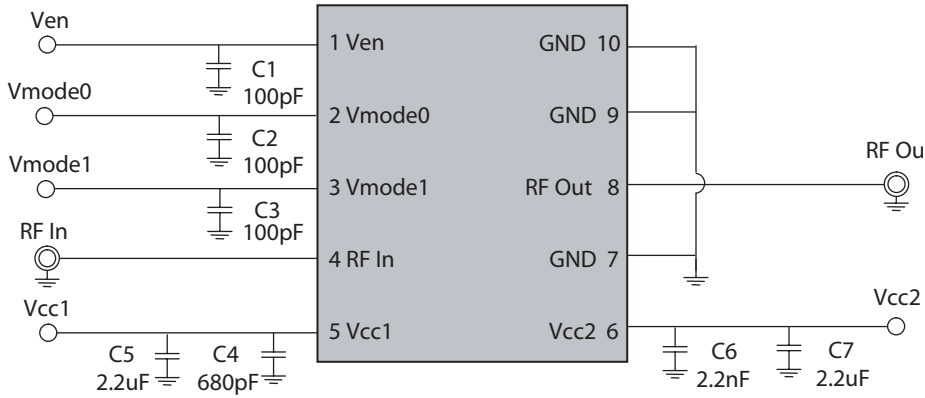 Ven
1 Ven
GND 10
C1
100pF
Vmode0
2 Vmode0
GND 9
C2
100pF
Vmode1
3 Vmode1
RF Out 8
RF Ou
C3
100pF
RF In
4 RF In
GND 7
Vcc1
5 Vcc1
Vcc2 6
Vcc2
C5
2.2uF
C4
680pF
C6
2.2nF
C7
2.2uF